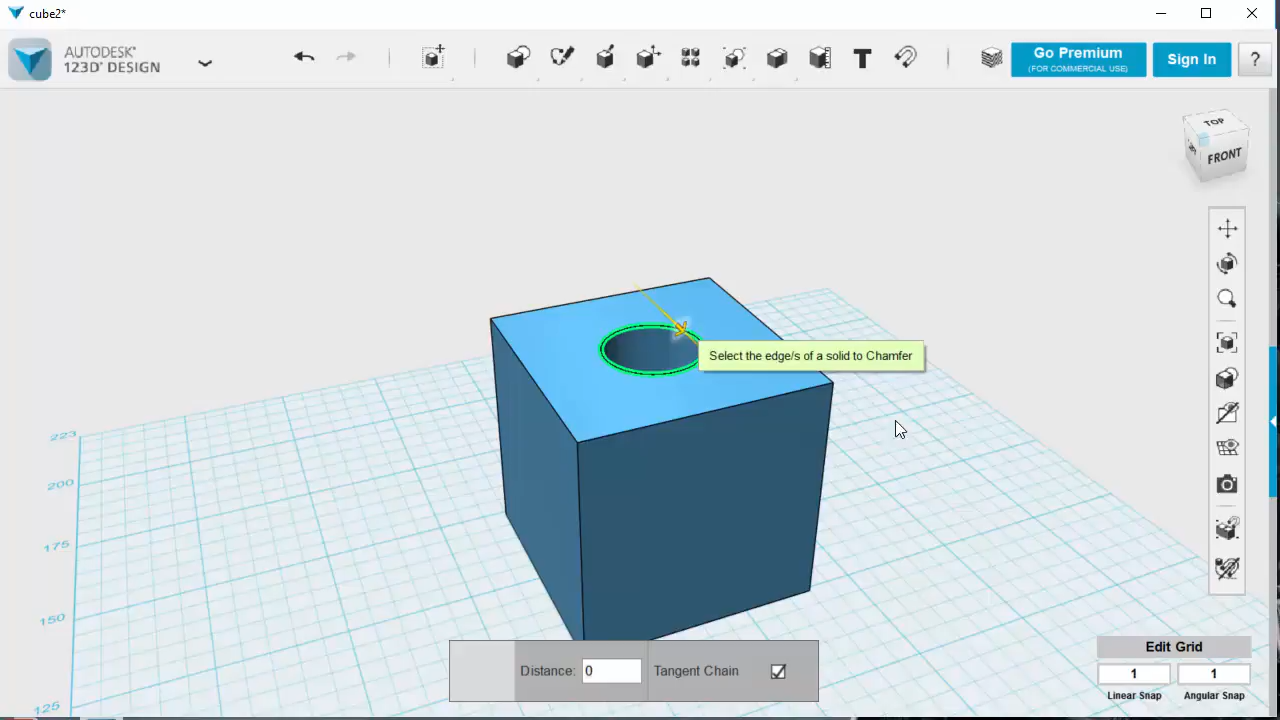 cube2*
AUTODESK®
123D® DESIGN
T
Go Premium
(FOR COMMERCIAL USE)
Sign In
?
TOP
FRONT
Select the edge/s of a solid to Chamfer
223
200
175
150
125
Distance: 0
Tangent Chain
Edit Grid
1 1
Linear Snap Angular Snap